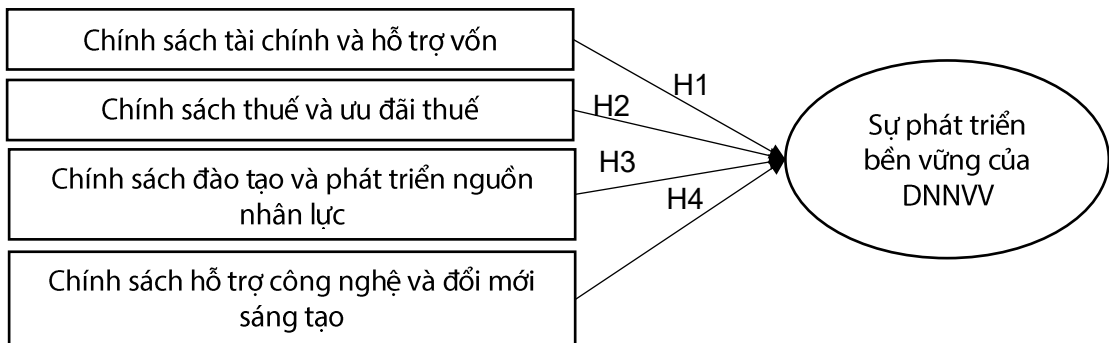 Chính sách tài chính và hỗ trợ vốn
H1
Chính sách thuế và ưu đãi thuế
H2
Chính sách đào tạo và phát triển nguồn
nhân lực
H3
Chính sách hỗ trợ công nghệ và đổi mới
sáng tạo
H4
Sự phát triển
bền vững của
DNNVV